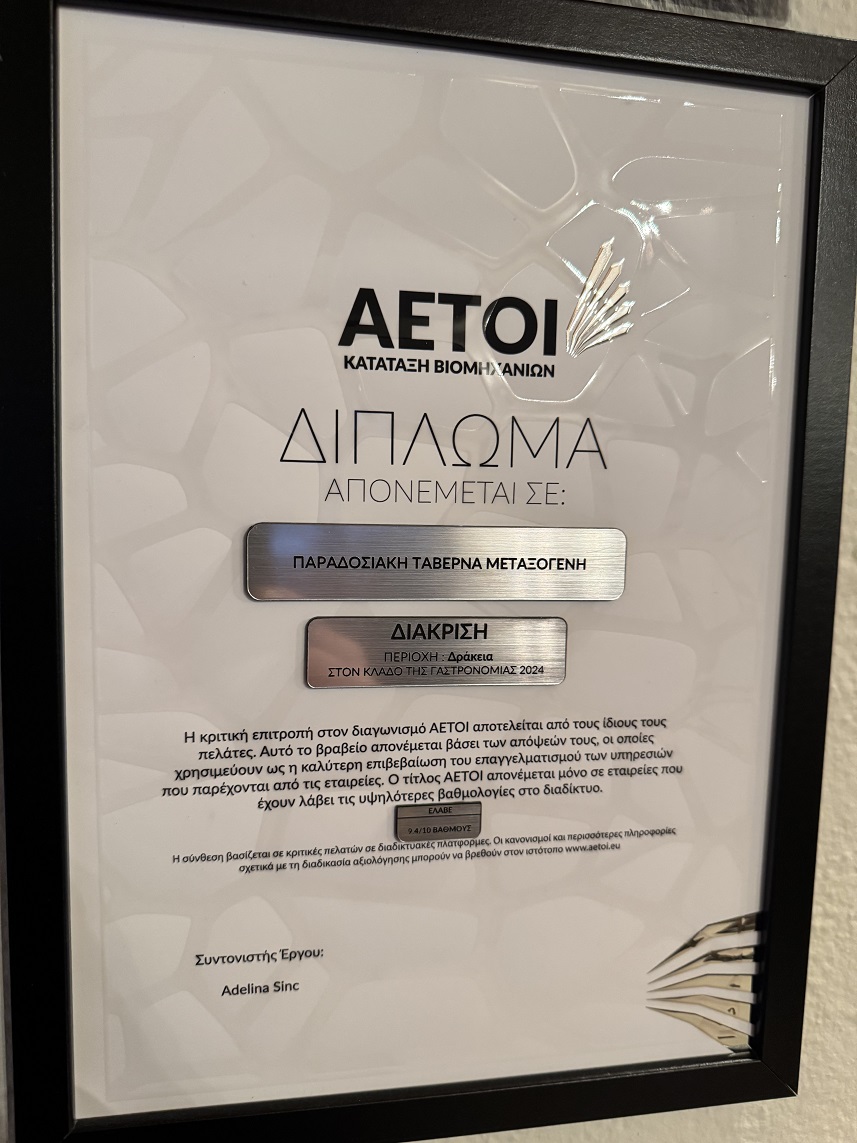 ΑΕΤΟΙ
ΚΑΤΑΤΑΞΗ ΒΙΟΜΗΧΑΝΙΩΝ
ΔΙΠΛΩΜΑ
ΑΠΟΝΕΜΕΤΑΙ ΣΕ:
ΠΑΡΑΔΟΣΙΑΚΗ ΤΑΒΕΡΝΑ ΜΕΤΑΞΟΓΕΝΗ
ΔΙΑΚΡΙΣΗ
ΠΕΡΙΟΧΗ : Δράκεια
ΣΤΟΝ ΚΛΑΔΟ ΤΗΣ ΓΑΣΤΡΟΝΟΜΙΑΣ 2024
Η κριτική επιτροπή στον διαγωνισμό ΑΕΤΟΙ αποτελείται από τους ίδιους τους
πελάτες. Αυτό το βραβείο απονέμεται βάσει των απόψεών τους, οι οποίες
χρησιμεύουν ως η καλύτερη επιβεβαίωση του επαγγελματισμού των υπηρεσιών
που παρέχονται από τις εταιρείες. Ο τίτλος ΑΕΤΟΙ απονέμεται μόνο σε εταιρείες που
έχουν λάβει τις υψηλότερες βαθμολογίες στο διαδίκτυο.
ΕΛΑΒΕ
9.4/10 ΒΑΘΜΟΥΣ
Η σύνθεση βασίζεται σε κριτικές πελατών σε διαδικτυακές πλατφόρμες. Οι κανονισμοί και περισσότερες πληροφορίες
σχετικά με τη διαδικασία αξιολόγησης μπορούν να βρεθούν στον ιστότοπο www.aetoi.eu
Συντονιστής Έργου:
Adelina Sinc